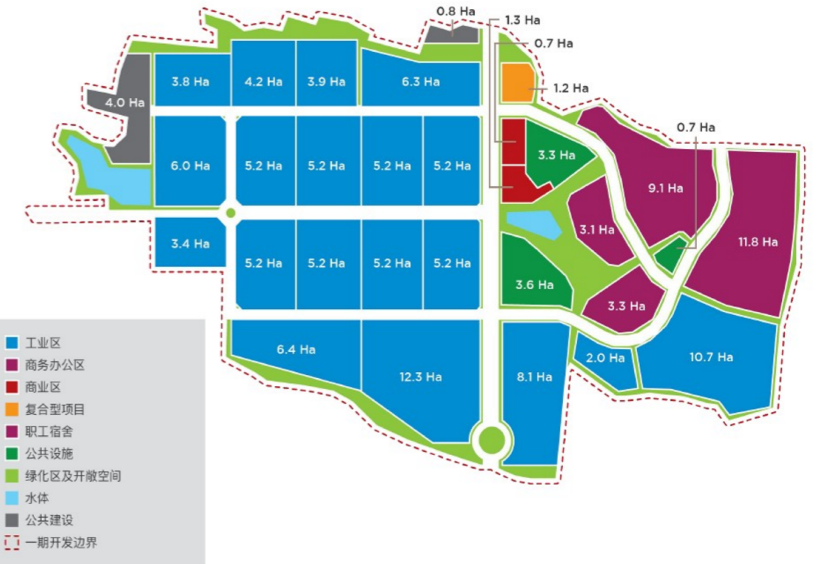 0.8 Ha
1.3 Ha
0.7 Ha
4.0 Ha
3.8 Ha
4.2 Ha
3.9 Ha
6.3 Ha
1.2 Ha
0.7 Ha
6.0 Ha
5.2 Ha
5.2 Ha
5.2 Ha
3.3 Ha
9.1 Ha
3.4 Ha
3.1 Ha
11.8 Ha
5.2 Ha
5.2 Ha
5.2 Ha
5.2 Ha
3.6 Ha
3.3 Ha
6.4 Ha
12.3 Ha
8.1 Ha
2.0 Ha
10.7 Ha
工业区
商务办公区
商业区
复合型项目
职工宿舍
公共设施
绿化区及开敞空间
水体
公共建设
一期开发边界